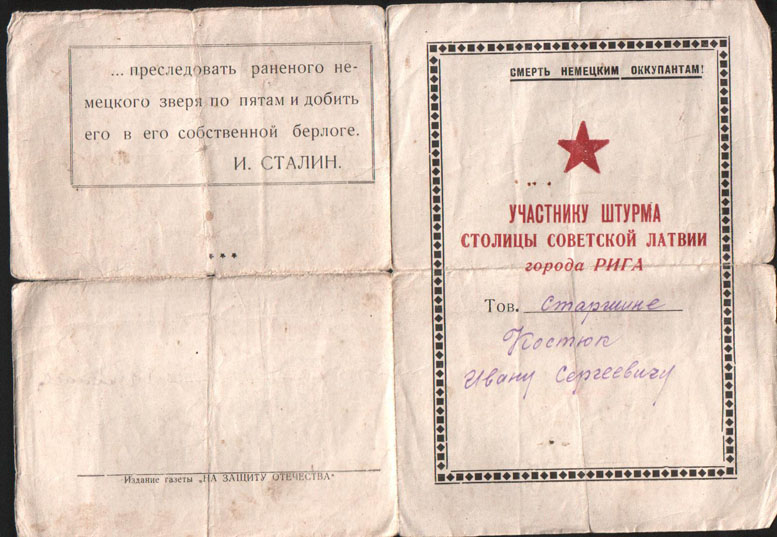 ... преследовать раненого не-
мецкого зверя по пятам и добить
его в его собственной берлоге.
И. СТАЛИН.
Издание газеты „НА ЗАЩИТУ ОТЕЧЕСТВА"
СМЕРТЬ НЕМЕЦКИМ ОККУПАНТАМ!
УЧАСТНИКУ ШТУРМА
СТОЛИЦЫ СОВЕТСКОЙ ЛАТВИИ
города РИГА
Тов. Старшине
Костюк
Ивану Сергеевичу